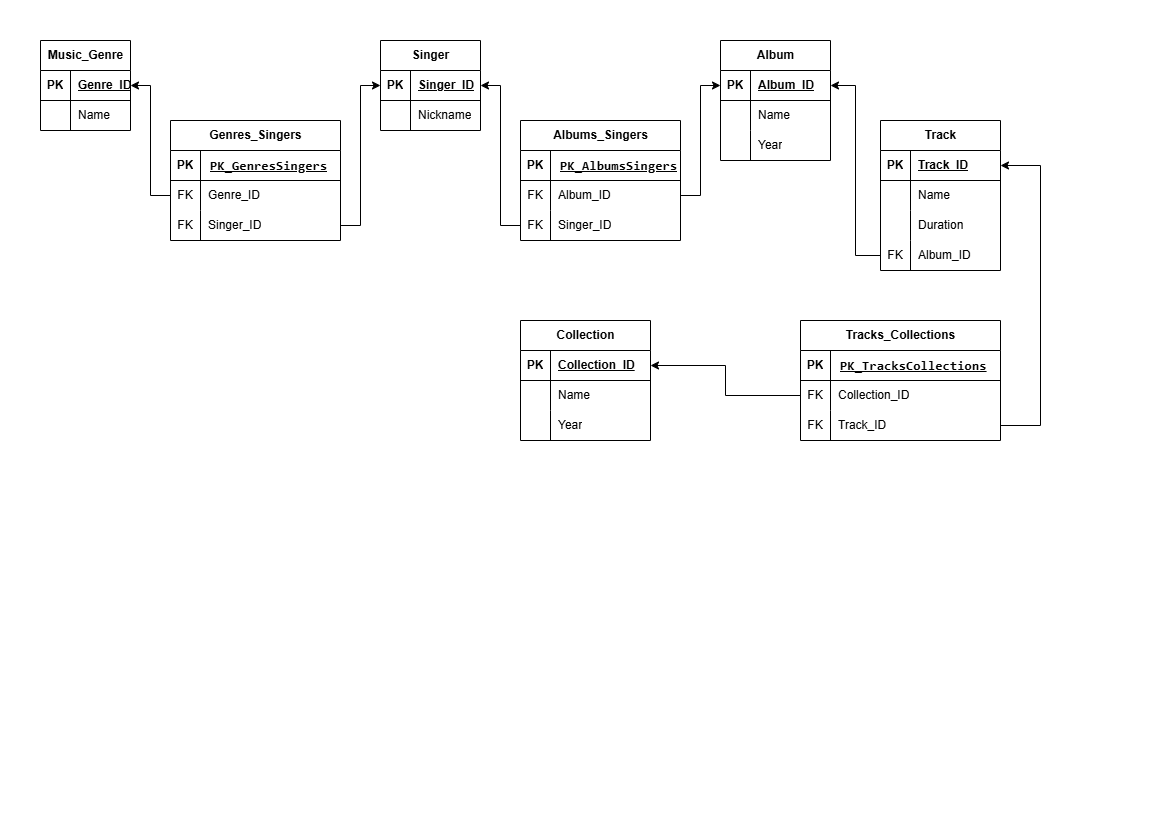 Music_Genre
PK Genre_ID
Name
Genres_Singers
PK PK_GenresSingers
FK Genre_ID
FK Singer_ID
Singer
PK Singer_ID
Nickname
Albums_Singers
PK PK_AlbumsSingers
FK Album_ID
FK Singer_ID
Album
PK Album_ID
Name
Year
Track
PK Track_ID
Name
Duration
FK Album_ID
Collection
PK Collection_ID
Name
Year
Tracks_Collections
PK PK_TracksCollections
FK Collection_ID
FK Track_ID